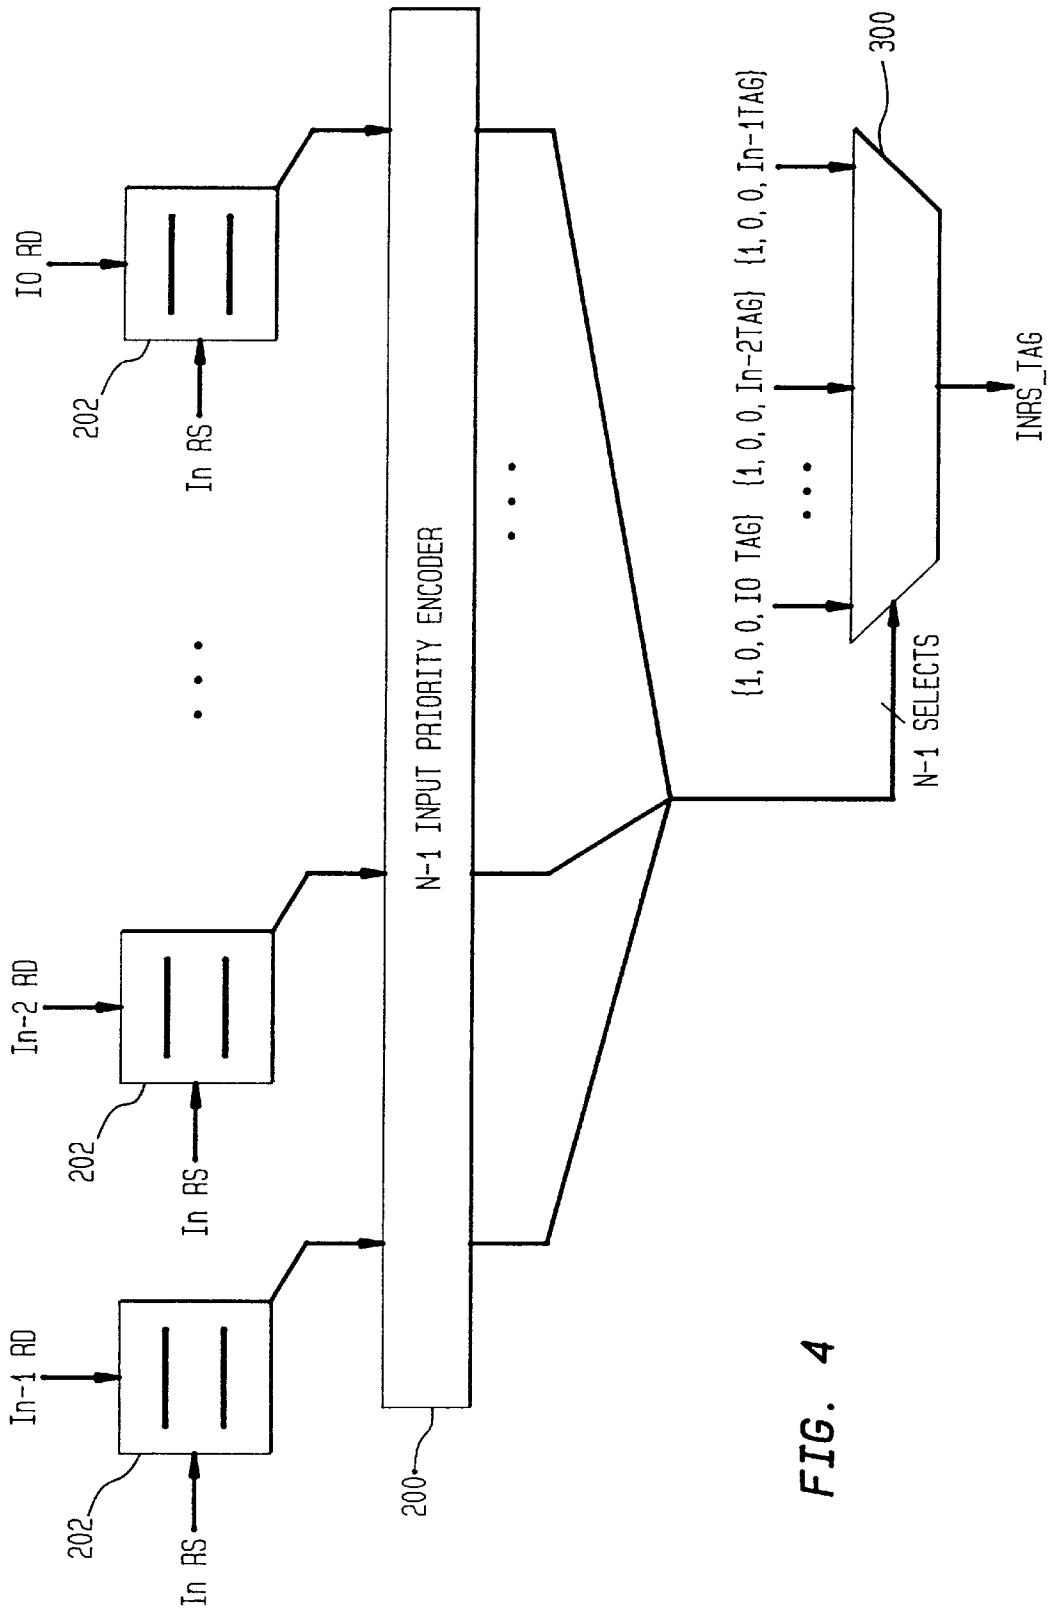 In-1 RD
In-2 RD
I0 RD
202
202
202
In RS
In RS
In RS
200
N-1 INPUT PRIORITY ENCODER
{1,0,0,I0 TAG} {1,0,0,In-2TAG} {1,0,0,In-1TAG}
300
N-1 SELECTS
INRS_TAG
FIG. 4